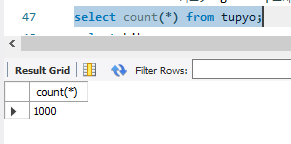 47 select count(*) from tupyo;
Result Grid Filter Rows:
count(*)
1000